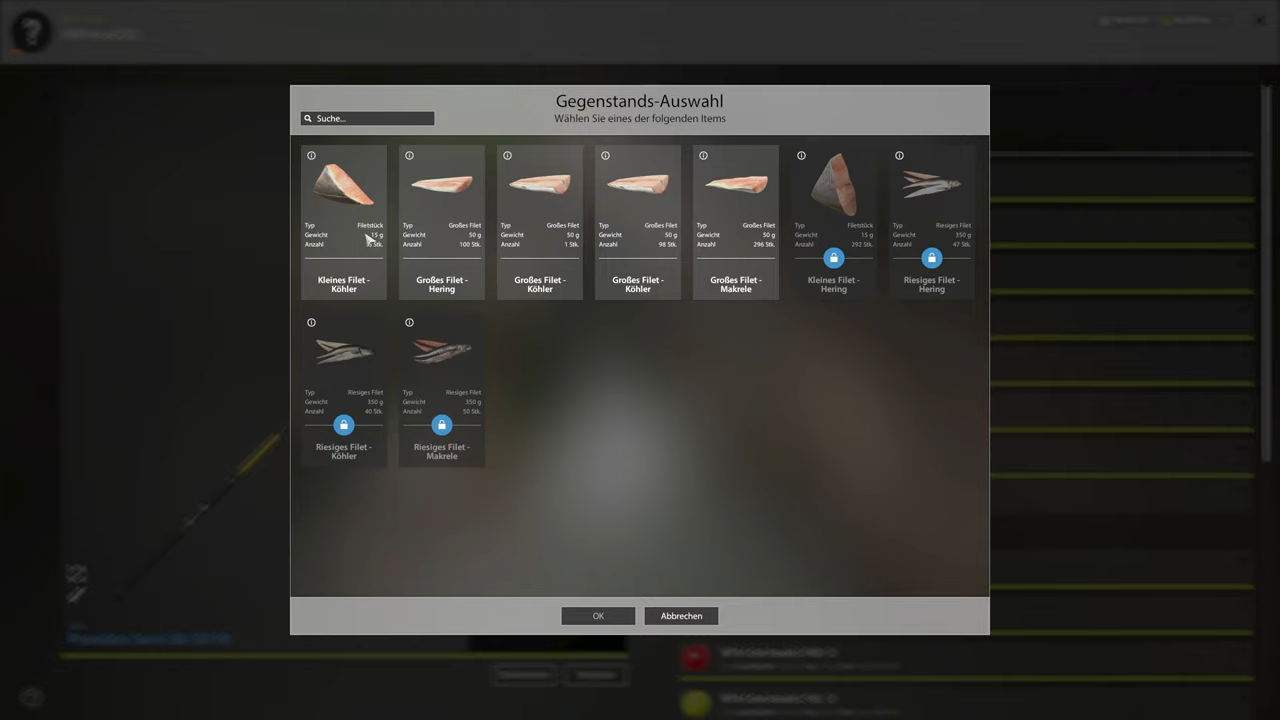 Gegenstands-Auswahl
Wählen Sie eines der folgenden Items
Suche...
Typ Filetstück
Gewicht 15 g
Anzahl Stk.
Kleines Filet -
Köhler
Typ Großes Filet
Gewicht 50 g
Anzahl 100 Stk.
Großes Filet -
Hering
Typ Großes Filet
Gewicht 50 g
Anzahl 1 Stk.
Großes Filet -
Köhler
Typ Großes Filet
Gewicht 50 g
Anzahl 98 Stk.
Großes Filet -
Köhler
Typ Großes Filet
Gewicht 50 g
Anzahl 296 Stk.
Großes Filet -
Makrele
Typ Filetstück
Gewicht 15 g
Anzahl 292 Stk.
Kleines Filet -
Hering
Typ Riesiges Filet
Gewicht 350 g
Anzahl 47 Stk.
Riesiges Filet -
Hering
Typ Riesiges Filet
Gewicht 350 g
Anzahl 40 Stk.
Riesiges Filet -
Köhler
Typ Riesiges Filet
Gewicht 350 g
Anzahl 50 Stk.
Riesiges Filet -
Makrele
OK
Abbrechen